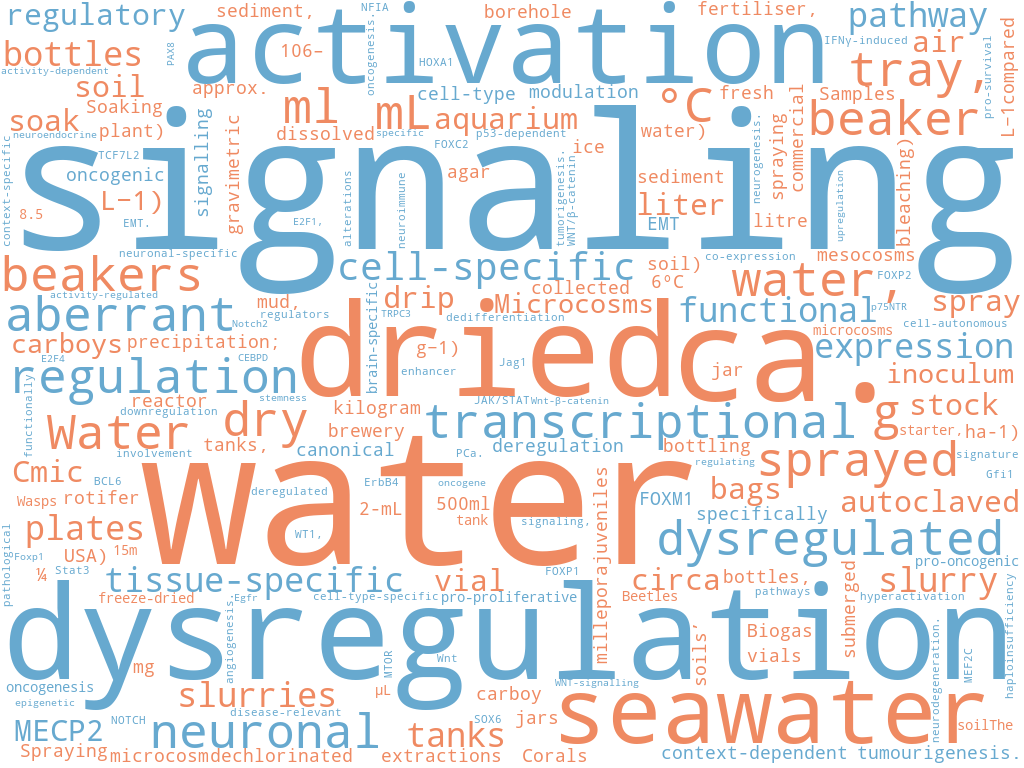 regulatory
sediment,
NFIA
borehole
fertiliser,
pathway
activation
bottles
PAX8
106–
oncogenesis.
HOXA1
IFNγ-induced
air
pro-survival
L−1compared
activity-dependent
soil
approx.
cell-type
modulation
°C
fresh
tray,
Samples
Soaking
ml
mL
aquarium
commercial
beaker
soak
neuroendocrine
plant)
signalling
gravimetric
dissolved
specific
p53-dependent
water)
neurogenesis.
spraying
context-specific
TCF7L2
FOXC2
ice
bleaching)
signaling
oncogenic
agar
tumorigenesis.
WNT/β-catenin
sediment
upregulation
L−1)
alterations
neuroimmune
liter
8.5
EMT.
E2F1,
EMT
litre
neuronal-specific
co-expression
mesocosms
beakers
cell-specific
soil)
6°C
water,
FOXP2
activity-regulated
mud,
brain-specific
drip
collected
Microcosms
functional
p75NTR
spray
aberrant
Notch2
regulators
TRPC3
dedifferentiation
cell-autonomous
microcosms
carboys
precipitation;
driedca.
g−1)
expression
E2F4
CEBPD
enhancer
Jag1
jar
inoculum
regulation
functionally
reactor
stemness
JAK/STAT
Wnt-β-catenin
downregulation
kilogram
transcriptional
g
stock
Water
dry
brewery
starter,
ha-1)
involvement
tanks,
canonical
PCa.
deregulation
bottling
regulating
signature
Cmic
BCL6
water
sprayed
Gfi1
Wasps
rotifer
deregulated
ErbB4
oncogene
milleporajuveniles
FOXM1
bags
autoclaved
plates
2-mL
500ml
tank
signaling,
specifically
pathological
Foxp1
USA)
15m
WT1,
dysregulated
¼
Stat3
FOXP1
pro-oncogenic
tissue-specific
vial
circa
bottles,
pathways
submerged
slurry
freeze-dried
Egfr
cell-type-specific
pro-proliferative
Beetles
hyperactivation
haploinsufficiency
dysregulation
angiogenesis.
Biogas
neurodegeneration.
mg
MTOR
Wnt
soils’
vials
MEF2C
oncogenesis
epigenetic
slurries
µL
carboy
WNT-signalling
seawater
MECP2
NOTCH
disease-relevant
SOX6
jars
soilThe
neuronal
tanks
Spraying
microcosm
dechlorinated
extractions
Corals
context-dependent
tumourigenesis.